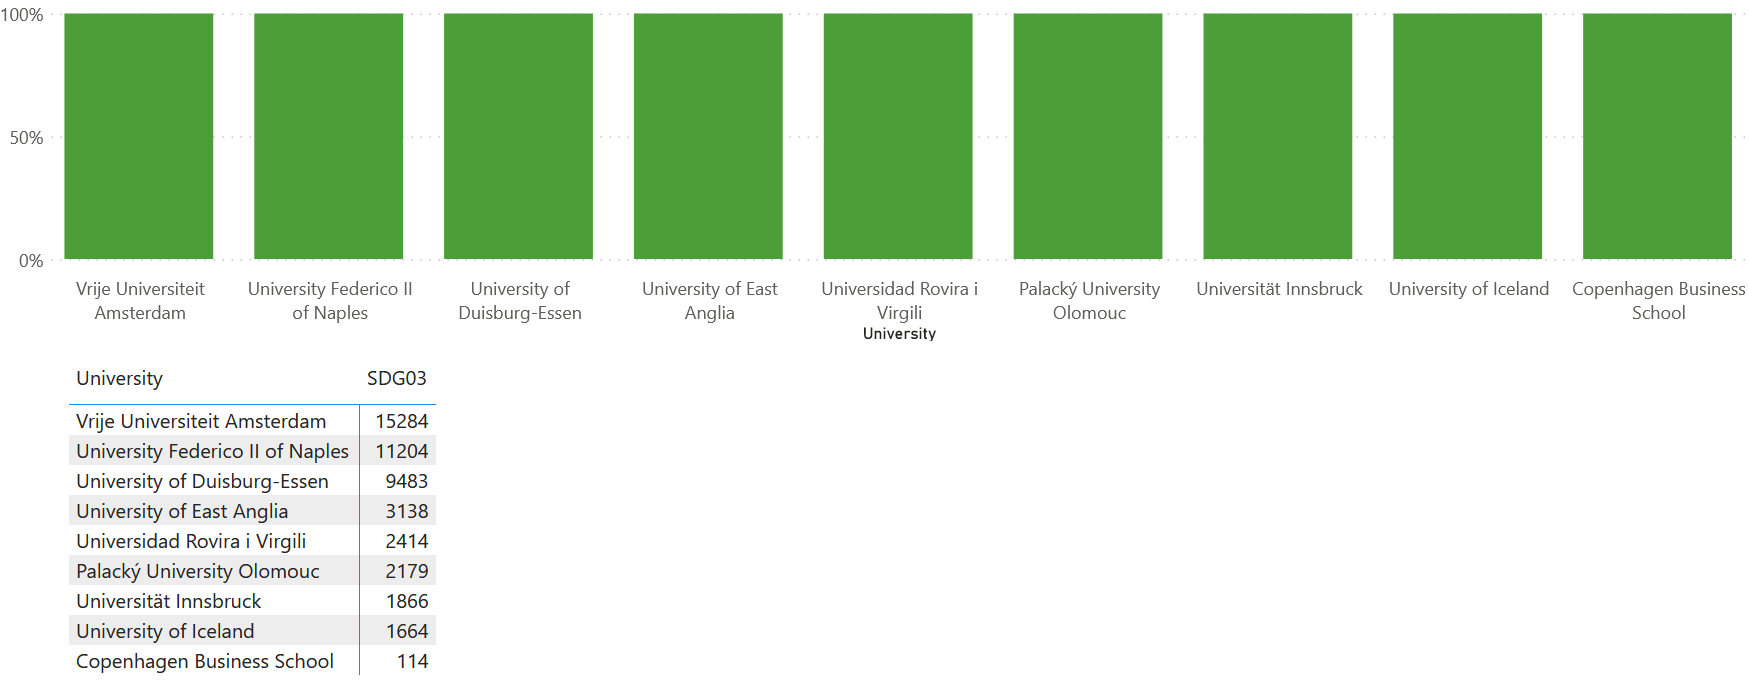 100%
50%
0%
Vrije Universiteit
Amsterdam
University Federico II
of Naples
University of
Duisburg-Essen
University of East
Anglia
Universidad Rovira i
Virgili
Palacký University
Olomouc
Universität Innsbruck
University of Iceland
Copenhagen Business
School
University
University SDG03
Vrije Universiteit Amsterdam 15284
University Federico II of Naples 11204
University of Duisburg-Essen 9483
University of East Anglia 3138
Universidad Rovira i Virgili 2414
Palacký University Olomouc 2179
Universität Innsbruck 1866
University of Iceland 1664
Copenhagen Business School 114